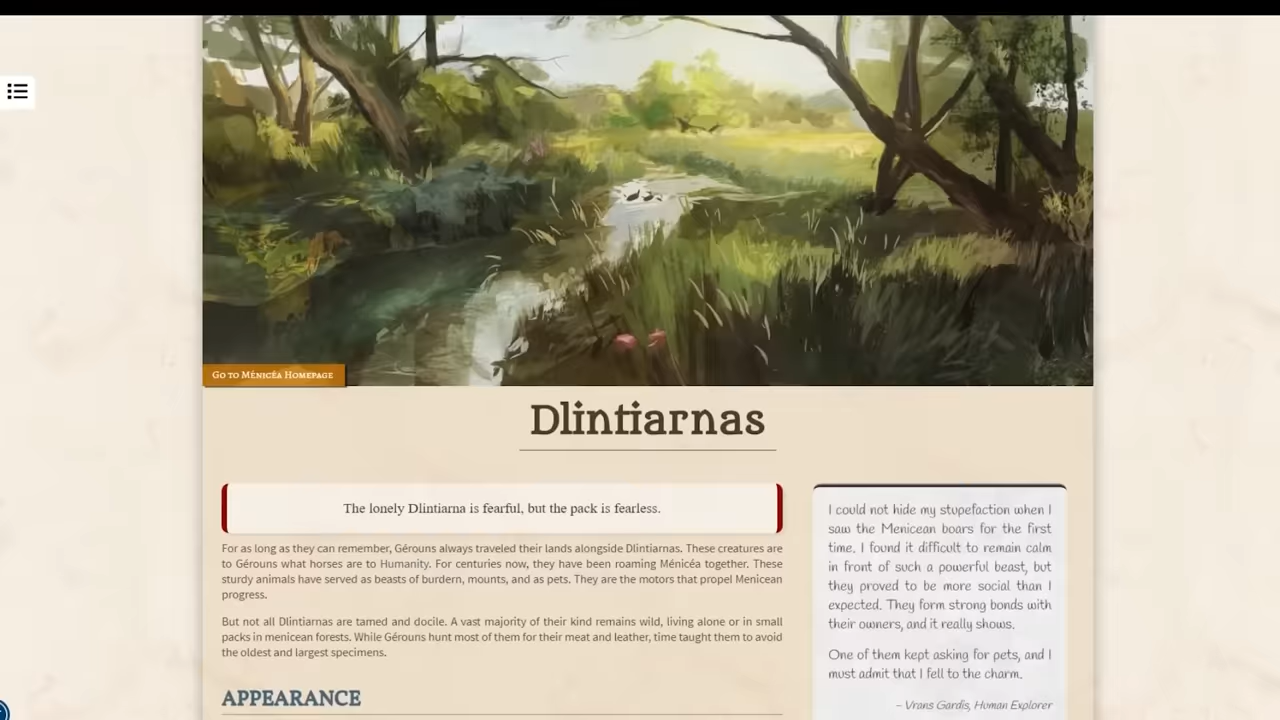 Go to Ménicéa Homepage
Dlintiarnas
The lonely Dlintiarna is fearful, but the pack is fearless.
For as long as they can remember, Gérouns always traveled their lands alongside Dlintiarnas. These creatures are
to Gérouns what horses are to Humanity. For centuries now, they have been roaming Ménicéa together. These
sturdy animals have served as beasts of burdern, mounts, and as pets. They are the motors that propel Menicean
progress.
But not all Dlintiarnas are tamed and docile. A vast majority of their kind remains wild, living alone or in small
packs in menicean forests. While Gérouns hunt most of them for their meat and leather, time taught them to avoid
the oldest and largest specimens.
APPEARANCE
I could not hide my stupefaction when I
saw the Menicean boars for the first
time. I found it difficult to remain calm
in front of such a powerful beast, but
they proved to be more social than I
expected. They form strong bonds with
their owners, and it really shows.
One of them kept asking for pets, and I
must admit that I fell to the charm.
– Vrans Gardis, Human Explorer